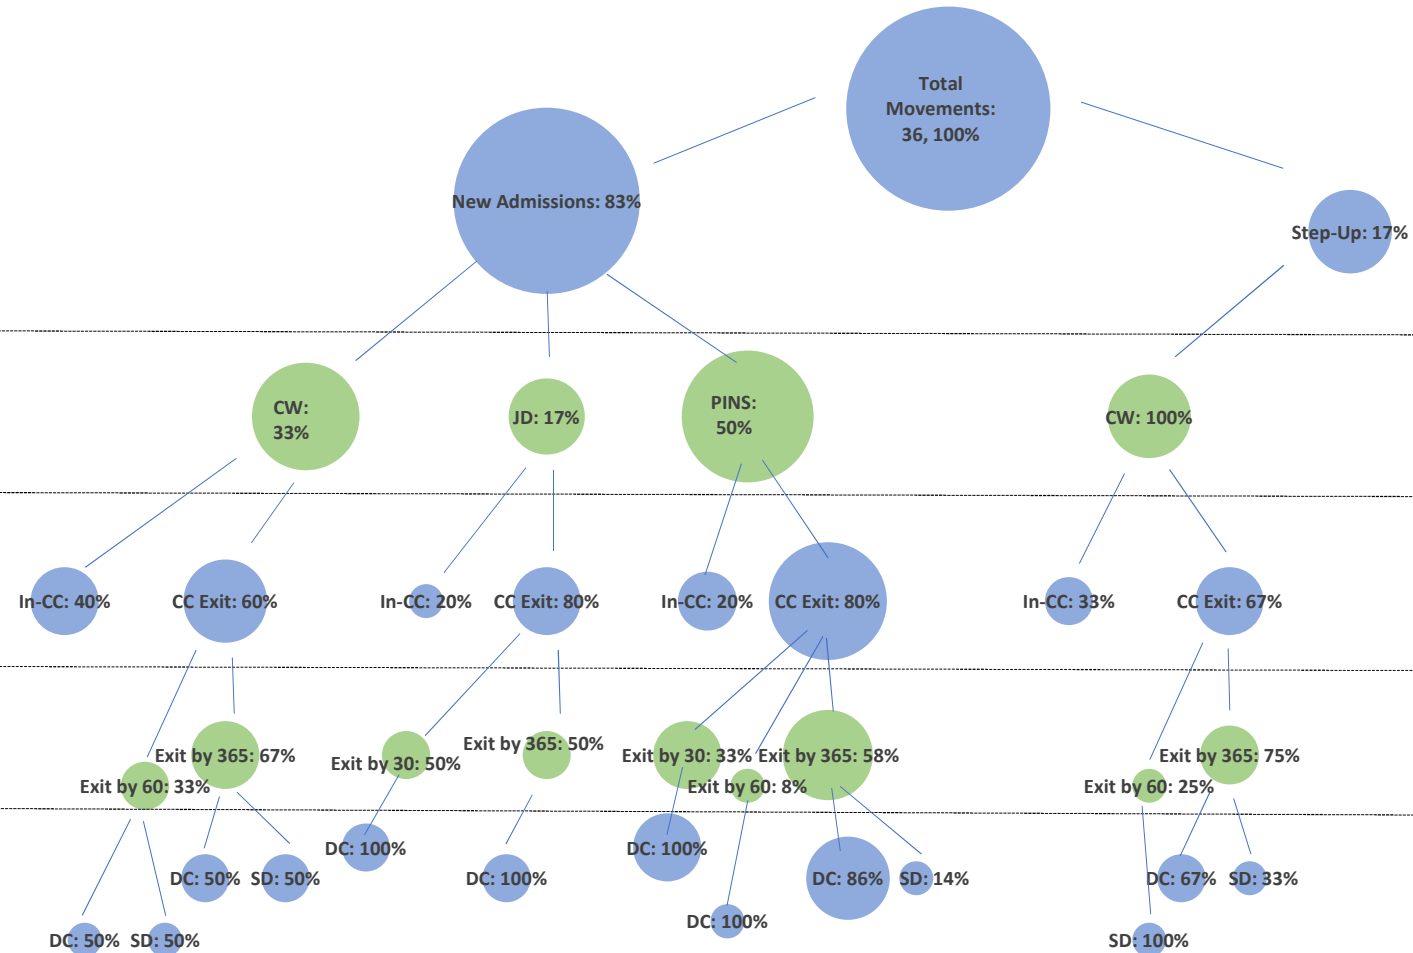 Total
Movements:
36, 100%
New Admissions: 83%
Step-Up: 17%
CW:
33%
JD: 17%
PINS:
50%
CW: 100%
In-CC: 40%
CC Exit: 60%
In-CC: 20%
CC Exit: 80%
In-CC: 20%
CC Exit: 80%
In-CC: 33%
CC Exit: 67%
Exit by 60: 33%
Exit by 365: 67%
Exit by 30: 50%
Exit by 365: 50%
Exit by 30: 33%
Exit by 60: 8%
Exit by 365: 58%
Exit by 60: 25%
Exit by 365: 75%
DC: 50%
SD: 50%
DC: 50%
SD: 50%
DC: 100%
DC: 100%
DC: 100%
DC: 100%
DC: 86%
SD: 14%
SD: 100%
DC: 67%
SD: 33%